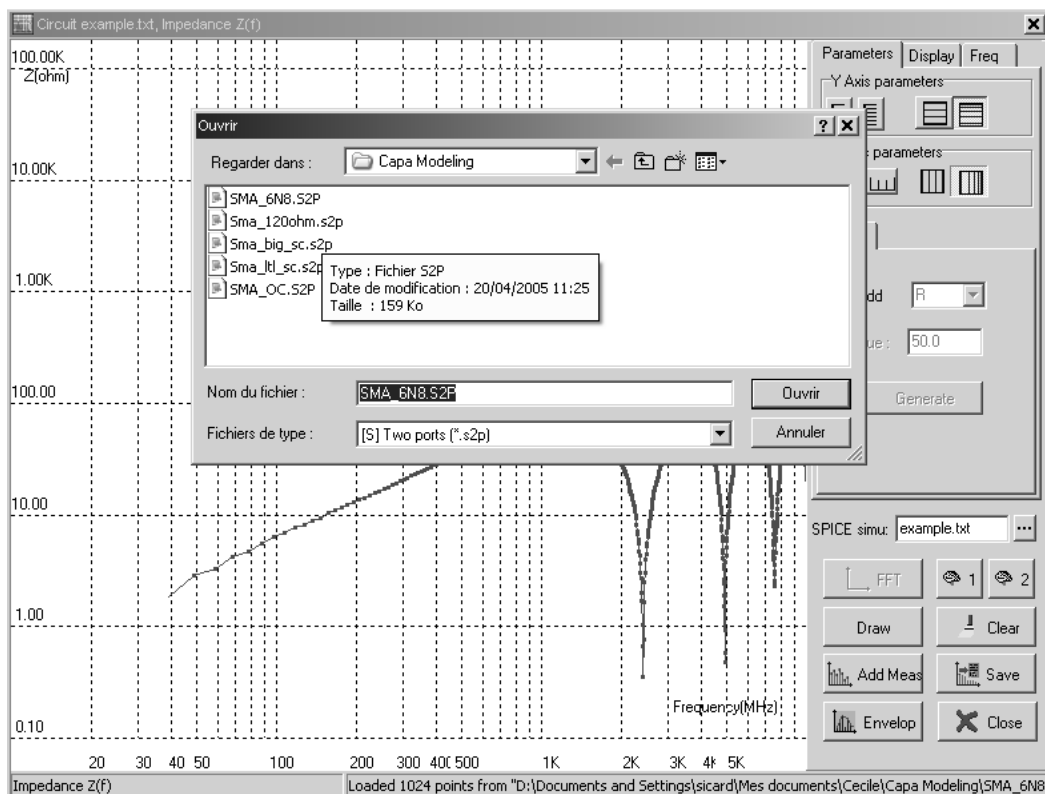 Circuit example.txt, Impedance Z(f)
100.00K
Z(ohm)
10.00K
1.00K
100.00
10.00
1.00
0.10
Frequency(MHz)
20 30 40 50 100 200 300 400 500 1K 2K 3K 4K 5K
Ouvrir
Regarder dans : Capa Modeling
SMA_6N8.S2P
Sma_120ohm.s2p
Sma_big_sc.s2p
Sma_ltl_sc.s2p
SMA_OC.S2P
Type : Fichier S2P
Date de modification : 20/04/2005 11:25
Taille : 159 Ko
Nom du fichier : SMA_6N8.S2P Ouvrir
Fichiers de type : [S] Two ports (*.s2p) Annuler
Parameters Display Freq
Y Axis parameters
parameters
dd R
ue : 50.0
Generate
SPICE simu: example.txt ...
FFT 1 2
Draw Clear
Add Meas Save
Envelop Close
Impedance Z(f)
Loaded 1024 points from "D:\Documents and Settings\sicard\Mes documents\Cecile\Capa Modeling\SMA_6N8